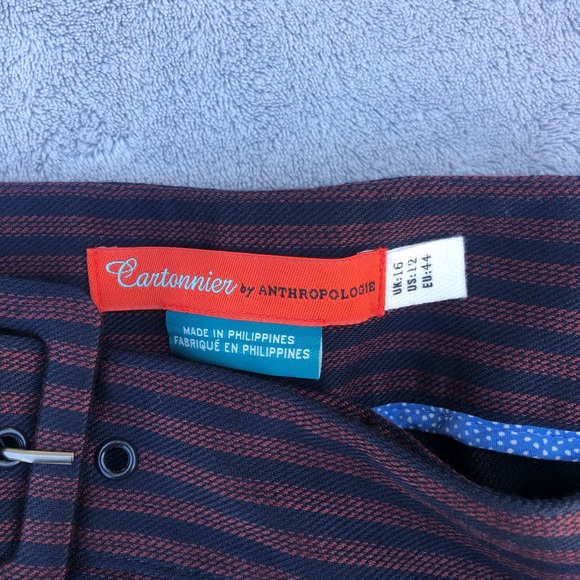 Cartonnier by ANTHROPOLOGIE
UK:16
US:12
EU:44
MADE IN PHILIPPINES
FABRIQUÉ EN PHILIPPINES